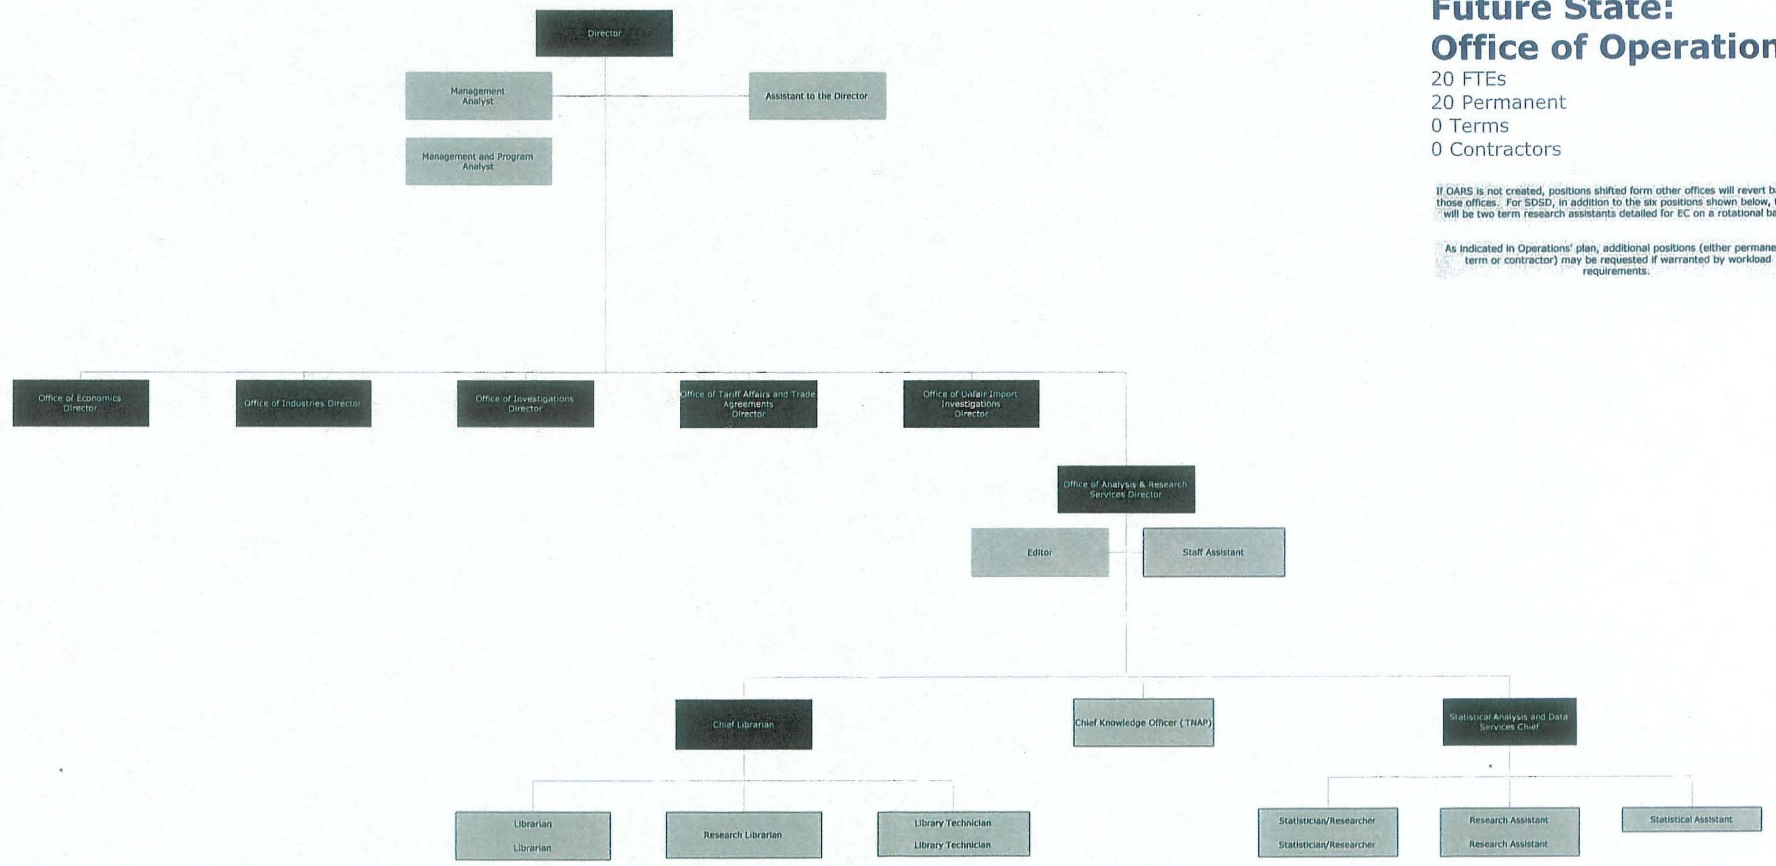 Future State:
Office of Operation
20 FTEs
20 Permanent
0 Terms
0 Contractors
If OARS is not created, positions shifted form other offices will revert ba
those offices. For SDSD, in addition to the six positions shown below, t
will be two term research assistants detailed for EC on a rotational ba
As indicated in Operations' plan, additional positions (either permane
term or contractor) may be requested if warranted by workload
requirements.
Director
Management
Analyst
Assistant to the Director
Management and Program
Analyst
Office of Economics
Director
Office of Industries Director
Office of Investigations
Director
Office of Tariff Affairs and Trade
Agreements
Director
Office of Unfair Import
Investigations
Director
Office of Analysis & Research
Services Director
Editor
Staff Assistant
Chief Librarian
Chief Knowledge Officer (TNAP)
Statistical Analysis and Data
Services Chief
Librarian
Librarian
Research Librarian
Library Technician
Library Technician
Statistician/Researcher
Statistician/Researcher
Research Assistant
Research Assistant
Statistical Assistant